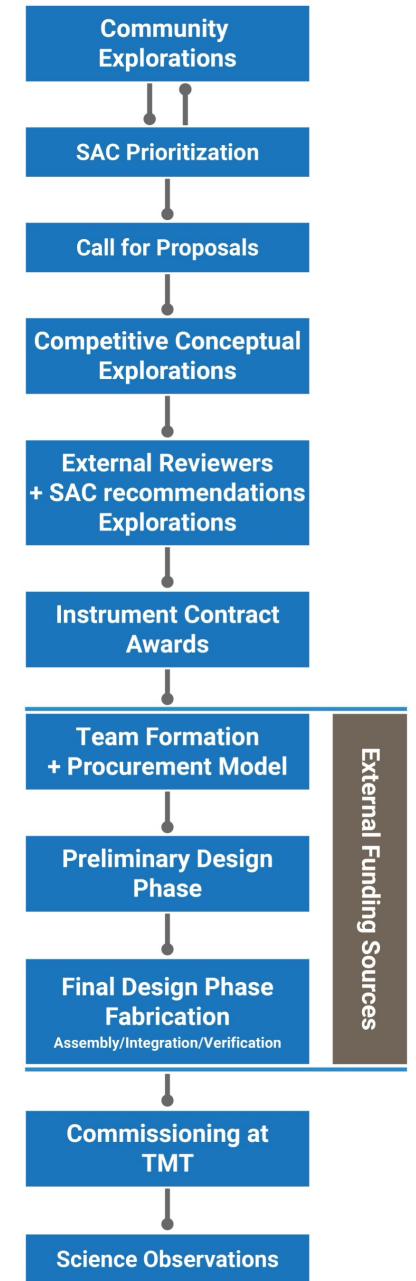 Community
Explorations
SAC Prioritization
Call for Proposals
Competitive Conceptual
Explorations
External Reviewers
+ SAC recommendations
Explorations
Instrument Contract
Awards
Team Formation
+ Procurement Model
Preliminary Design
Phase
Final Design Phase
Fabrication
Assembly/Integration/Verification
External Funding Sources
Commissioning at
TMT
Science Observations